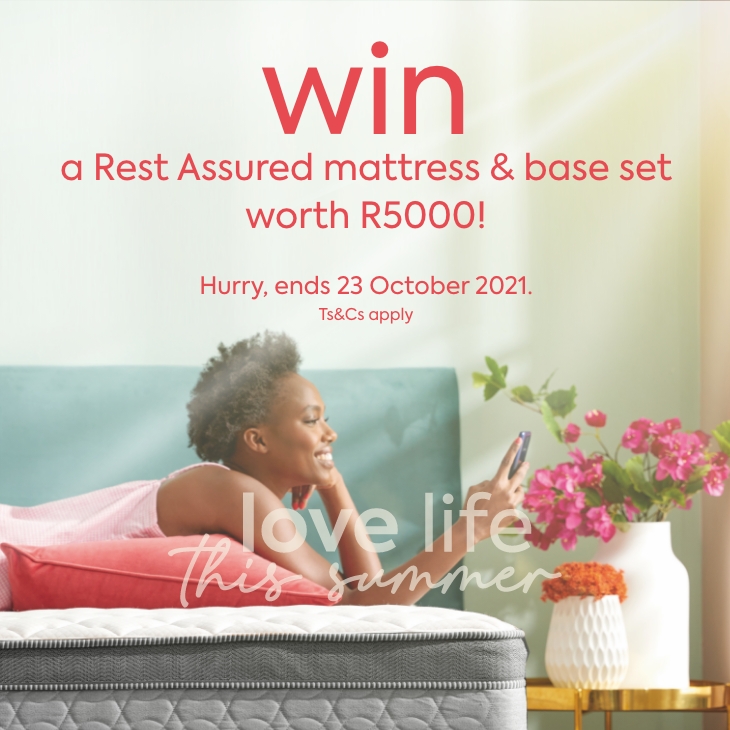 win
a Rest Assured mattress & base set
worth R5000!
Hurry, ends 23 October 2021.
Ts&Cs apply
love life
this summer